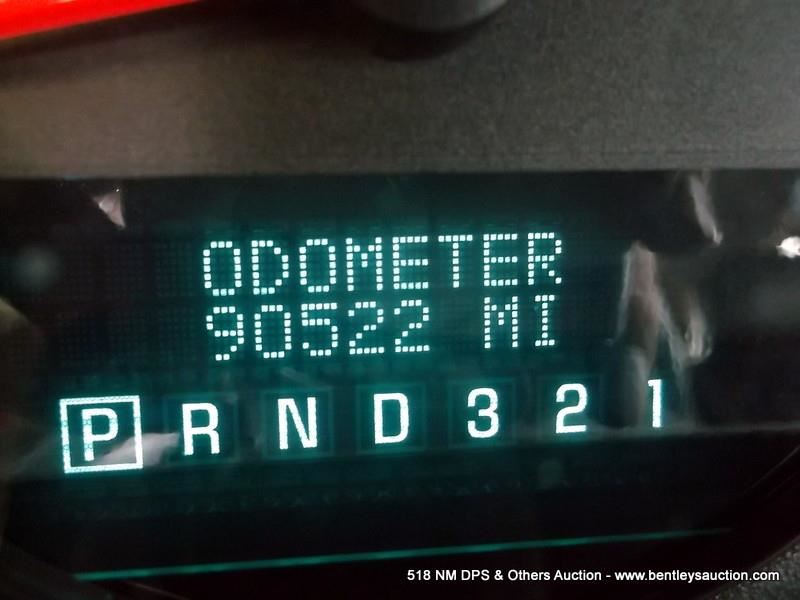 ODOMETER
90522 MI
P R N D 3 2 1
518 NM DPS & Others Auction - www.bentleysauction.com